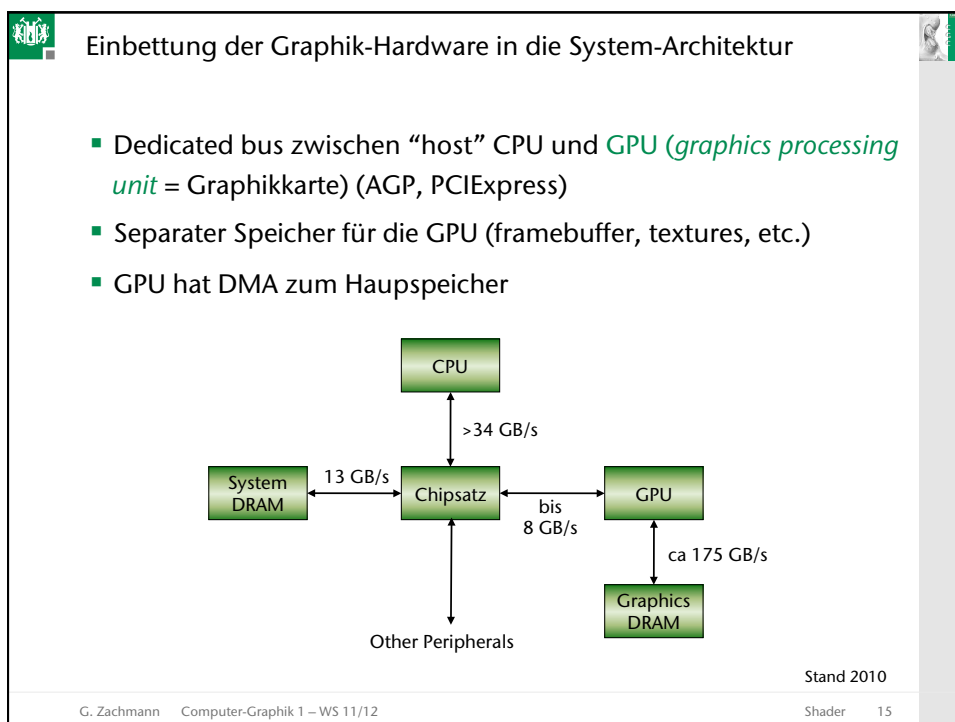 Einbettung der Graphik-Hardware in die System-Architektur
▪ Dedicated bus zwischen “host” CPU und GPU (graphics processing
unit = Graphikkarte) (AGP, PCIExpress)
▪ Separater Speicher für die GPU (framebuffer, textures, etc.)
▪ GPU hat DMA zum Haupspeicher
CPU
>34 GB/s
System
DRAM
13 GB/s
Chipsatz
bis
8 GB/s
GPU
ca 175 GB/s
Graphics
DRAM
Other Peripherals
Stand 2010
G. Zachmann Computer-Graphik 1 – WS 11/12
Shader 15